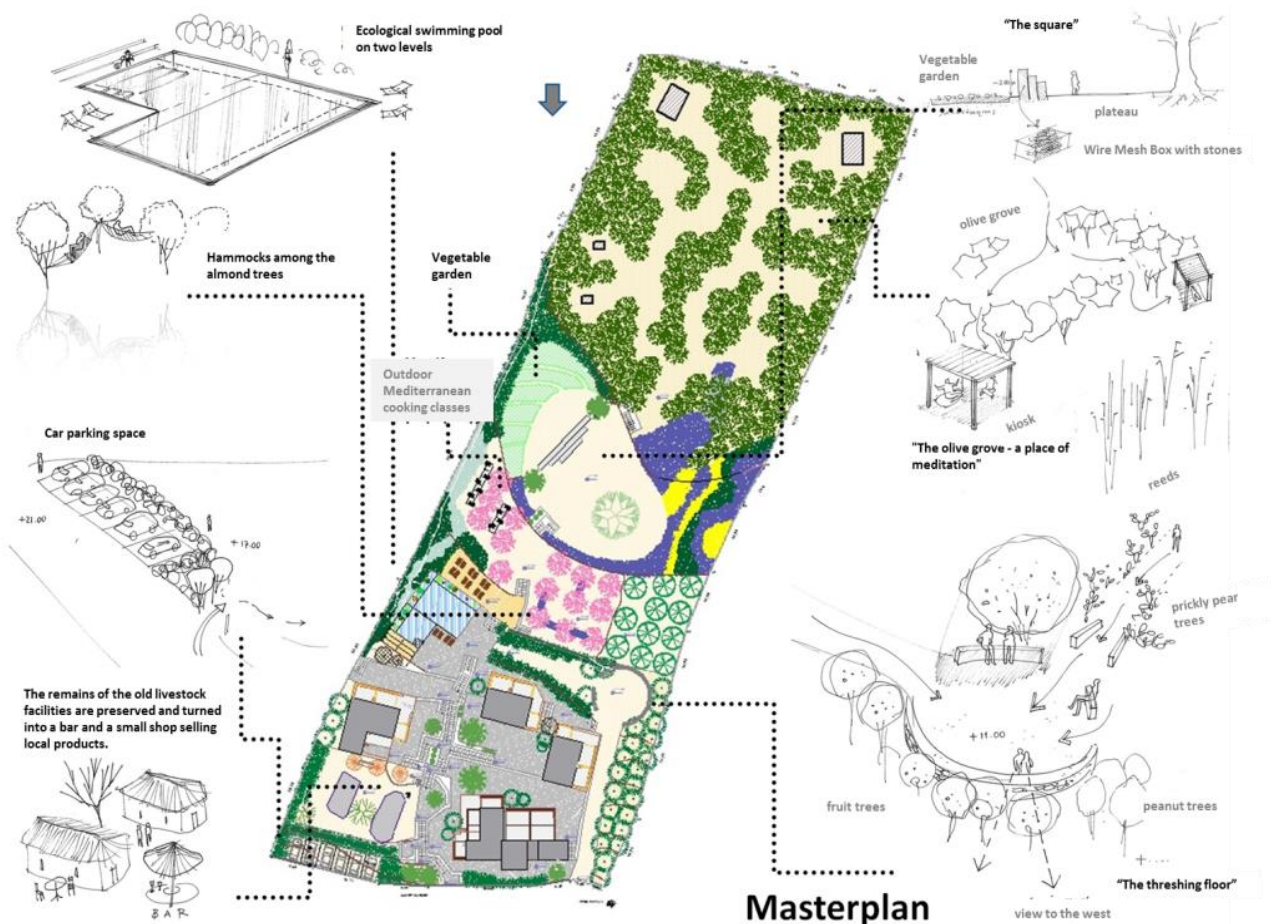 Ecological swimming pool
on two levels
"The square"
Vegetable
garden
plateau
Wire Mesh Box with stones
Hammocks among the
almond trees
Vegetable
garden
olive grove
Outdoor
Mediterranean
cooking classes
kiosk
"The olive grove - a place of
meditation"
reeds
Car parking space
+21.00
+17.00
prickly pear
trees
The remains of the old livestock
facilities are preserved and turned
into a bar and a small shop selling
local products.
+11.00
fruit trees
peanut trees
BAR
"The threshing floor"
Masterplan
view to the west